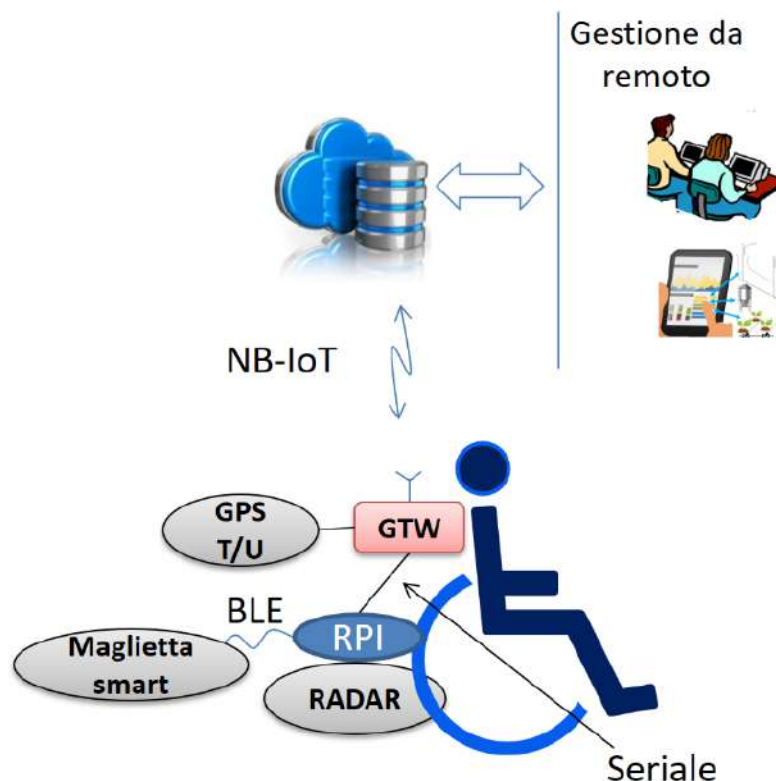 Gestione da
remoto
NB-IoT
GPS
T/U
GTW
BLE
RPI
Maglietta
smart
RADAR
Seriale